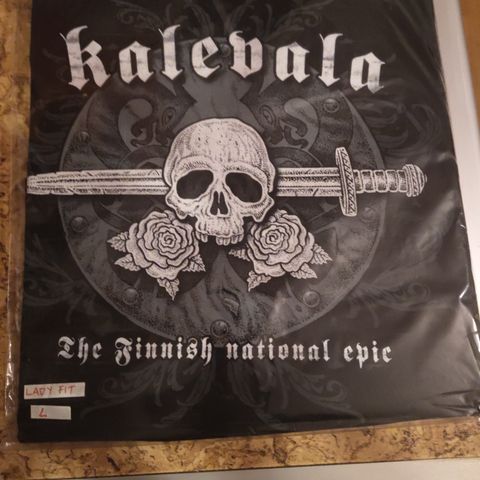 kalevala
The Finnish national epic
LADY FIT
L